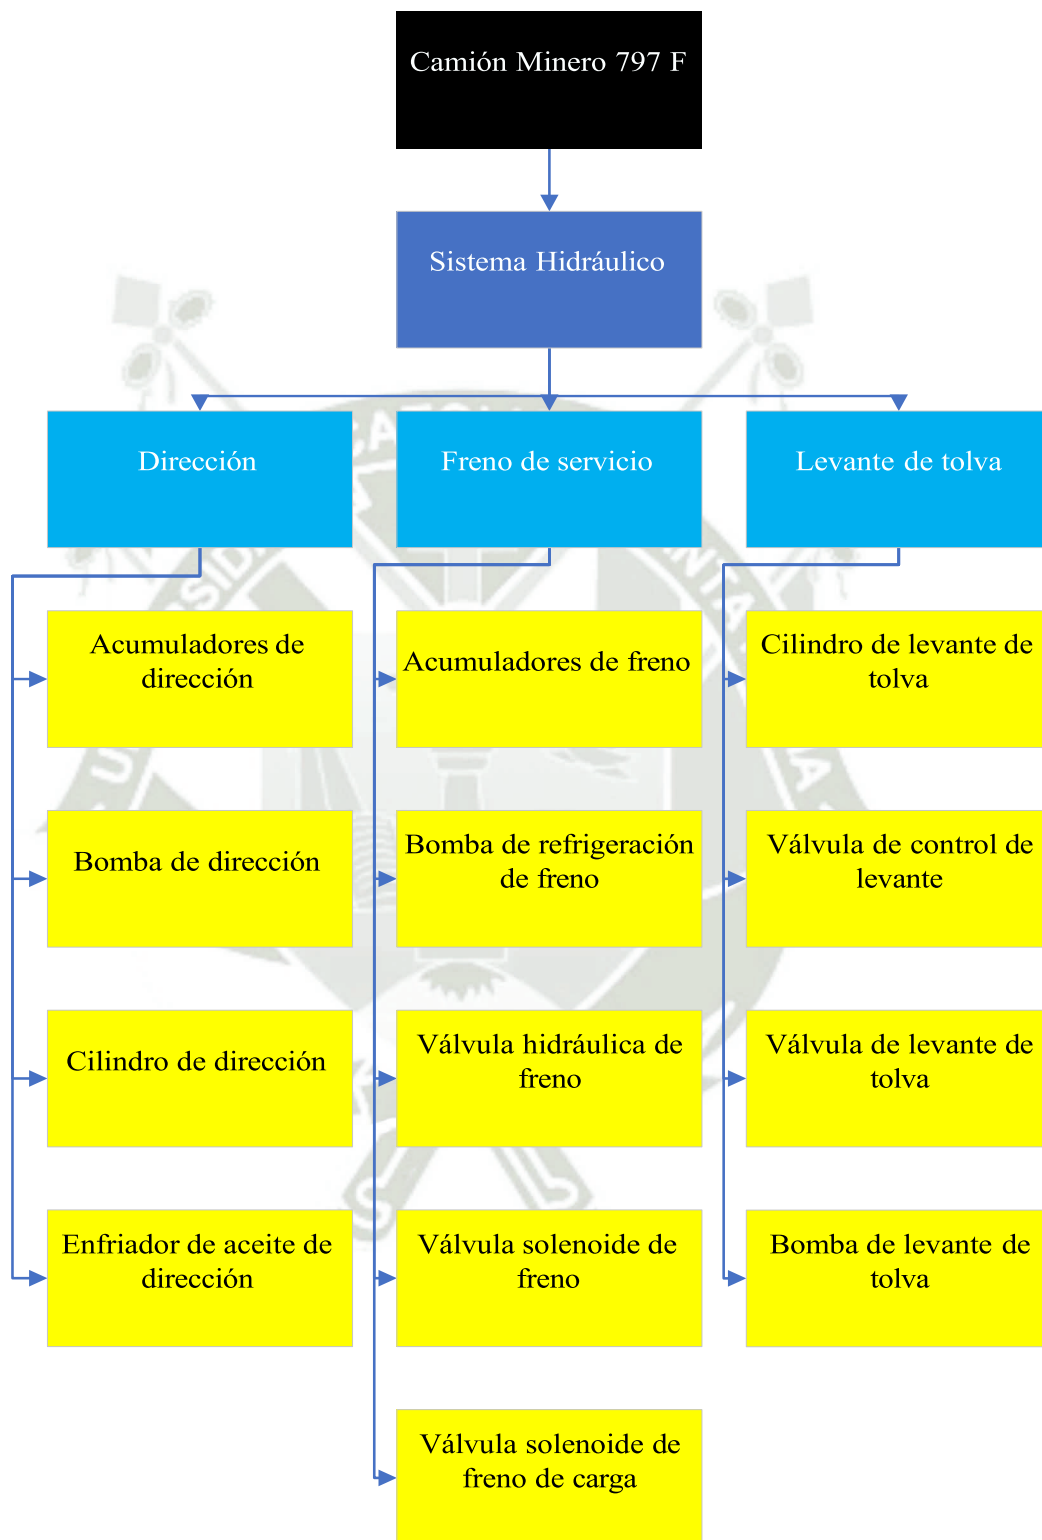 Camión Minero 797 F
Sistema Hidráulico
Dirección
Freno de servicio
Levante de tolva
Acumuladores de
dirección
Acumuladores de freno
Cilindro de levante de
tolva
Bomba de dirección
Bomba de refrigeración
de freno
Válvula de control de
levante
Cilindro de dirección
Válvula hidráulica de
freno
Válvula de levante de
tolva
Enfriador de aceite de
dirección
Válvula solenoide de
freno
Bomba de levante de
tolva
Válvula solenoide de
freno de carga